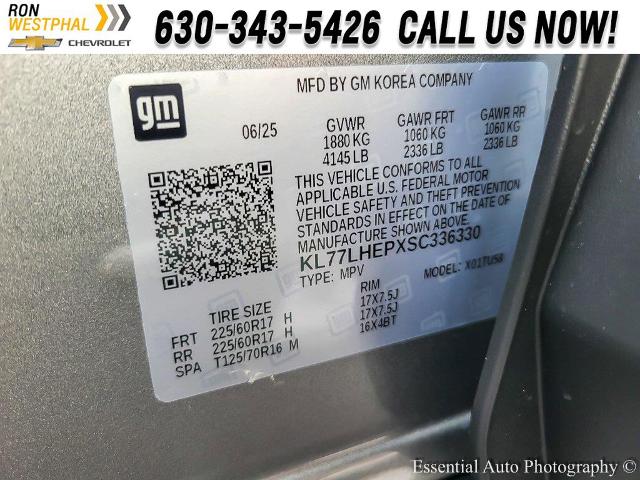 RON
WESTPHAL
CHEVROLET
630-343-5426 CALL US NOW!
MFD BY GM KOREA COMPANY
gm
06/25
GVWR
1880 KG
4145 LB
GAWR FRT
1060 KG
2336 LB
GAWR RR
1060 KG
2336 LB
THIS VEHICLE CONFORMS TO ALL
APPLICABLE U.S. FEDERAL MOTOR
VEHICLE SAFETY AND THEFT PREVENTION
STANDARDS IN EFFECT ON THE DATE OF
MANUFACTURE.
KL77LHEPXSC336330
TYPE: MPV
MODEL: X01TU58
TIRE SIZE
RIM
FRT 225/60R17 H 17X7.5J
RR 225/60R17 H 17X7.5J
SPA T125/70R16 M 16X4BT
Essential Auto Photography (C)